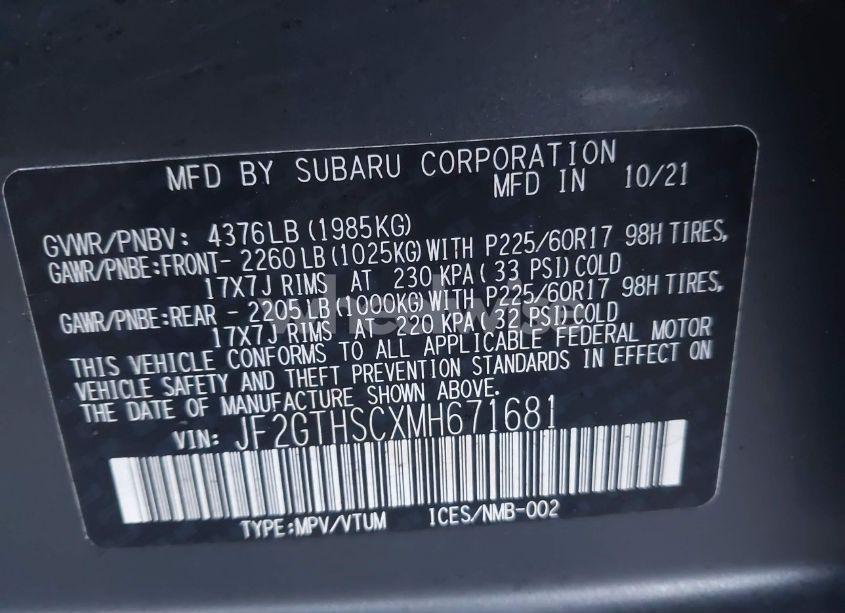 MFD BY SUBARU CORPORATION
MFD IN 10/21
GVWR/PNBV: 4376LB (1985KG)
GAWR/PNBE:FRONT- 2260LB (1025KG) WITH P225/60R17 98H TIRES,
17X7J RIMS AT 230 KPA ( 33 PSI) COLD
GAWR/PNBE:REAR - 2205LB (1000KG) WITH P225/60R17 98H TIRES,
17X7J RIMS AT 220 KPA ( 32 PSI) COLD
THIS VEHICLE CONFORMS TO ALL APPLICABLE FEDERAL MOTOR
VEHICLE SAFETY AND THEFT PREVENTION STANDARDS IN EFFECT ON
THE DATE OF MANUFACTURE SHOWN ABOVE.
VIN: JF2GTHSCXMH671681
TYPE:MPV/VTUM ICES/NMB-002